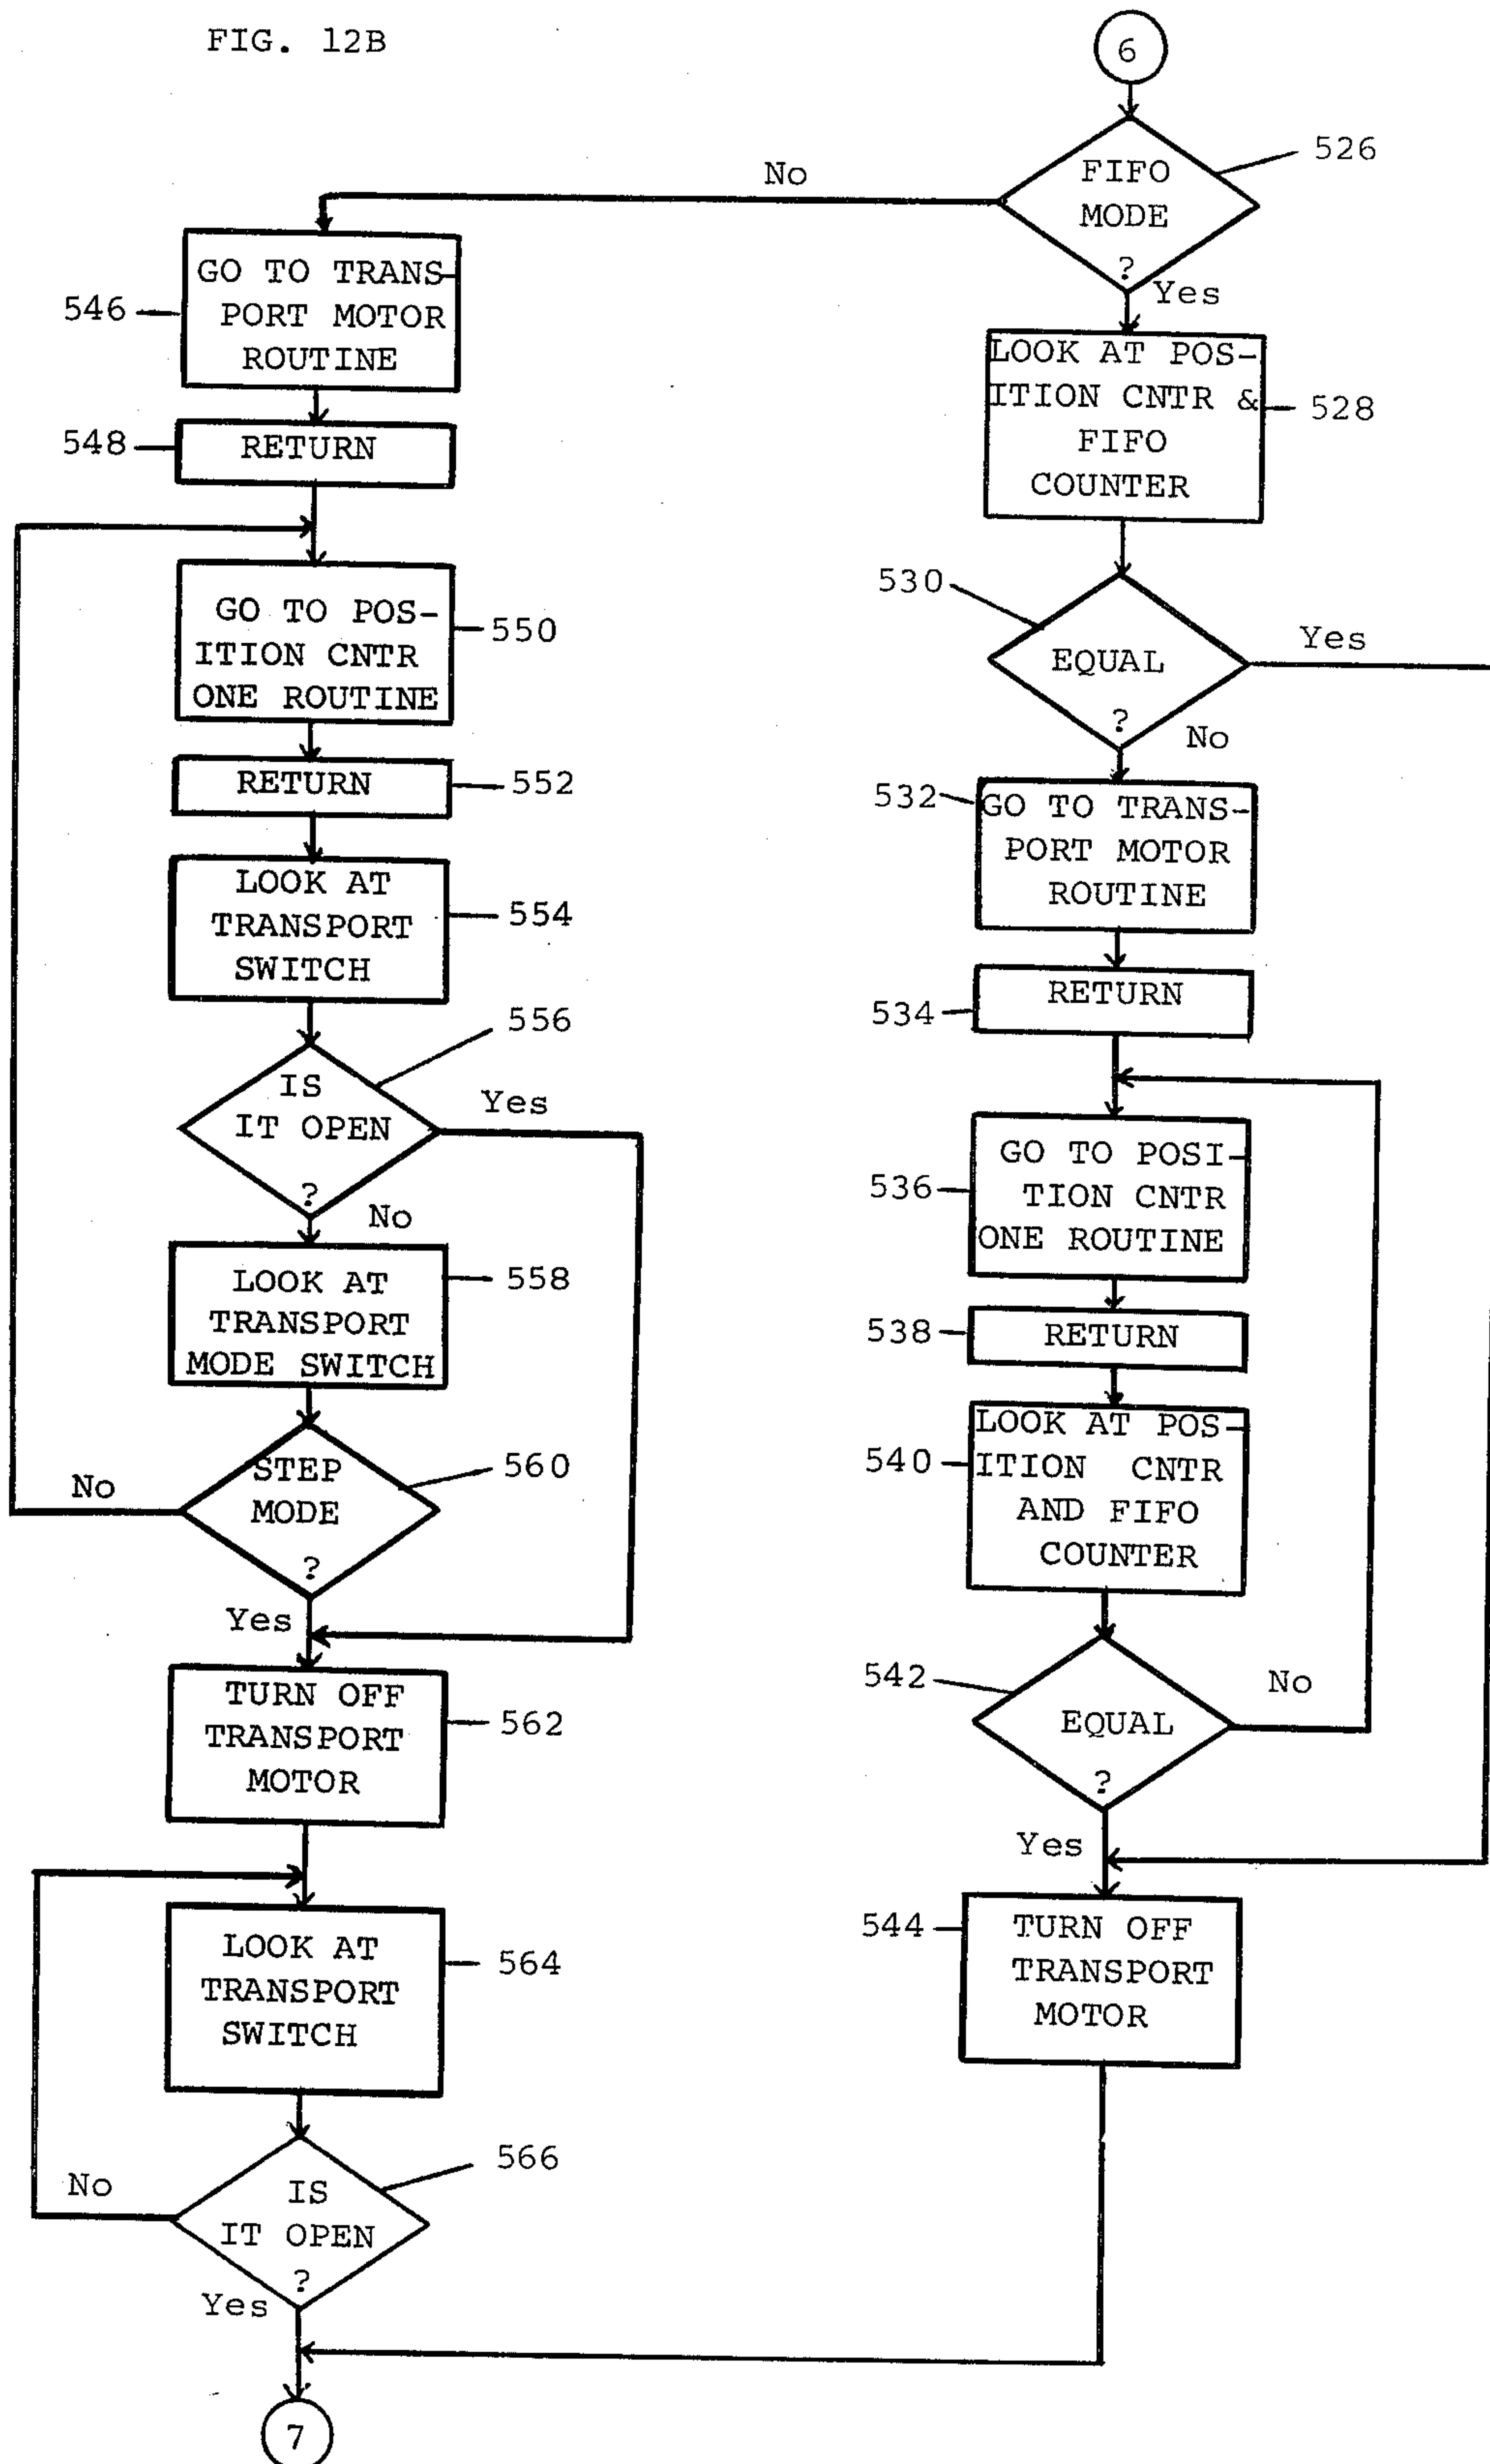 FIG. 12B
6
526
FIFO
MODE
?
No
Yes
LOOK AT POS-
ITION CNTR &
FIFO
COUNTER
528
530
EQUAL
?
Yes
No
532
GO TO TRANS-
PORT MOTOR
ROUTINE
534
RETURN
536
GO TO POSI-
TION CNTR
ONE ROUTINE
538
RETURN
540
LOOK AT POS-
ITION CNTR
AND FIFO
COUNTER
542
EQUAL
?
No
Yes
544
TURN OFF
TRANSPORT
MOTOR
546
GO TO TRANS-
PORT MOTOR
ROUTINE
548
RETURN
GO TO POS-
ITION CNTR
ONE ROUTINE
550
RETURN
552
LOOK AT
TRANSPORT
SWITCH
554
556
IS
IT OPEN
?
Yes
No
LOOK AT
TRANSPORT
MODE SWITCH
558
STEP
MODE
?
560
No
Yes
TURN OFF
TRANSPORT
MOTOR
562
LOOK AT
TRANSPORT
SWITCH
564
566
IS
IT OPEN
?
No
Yes
7